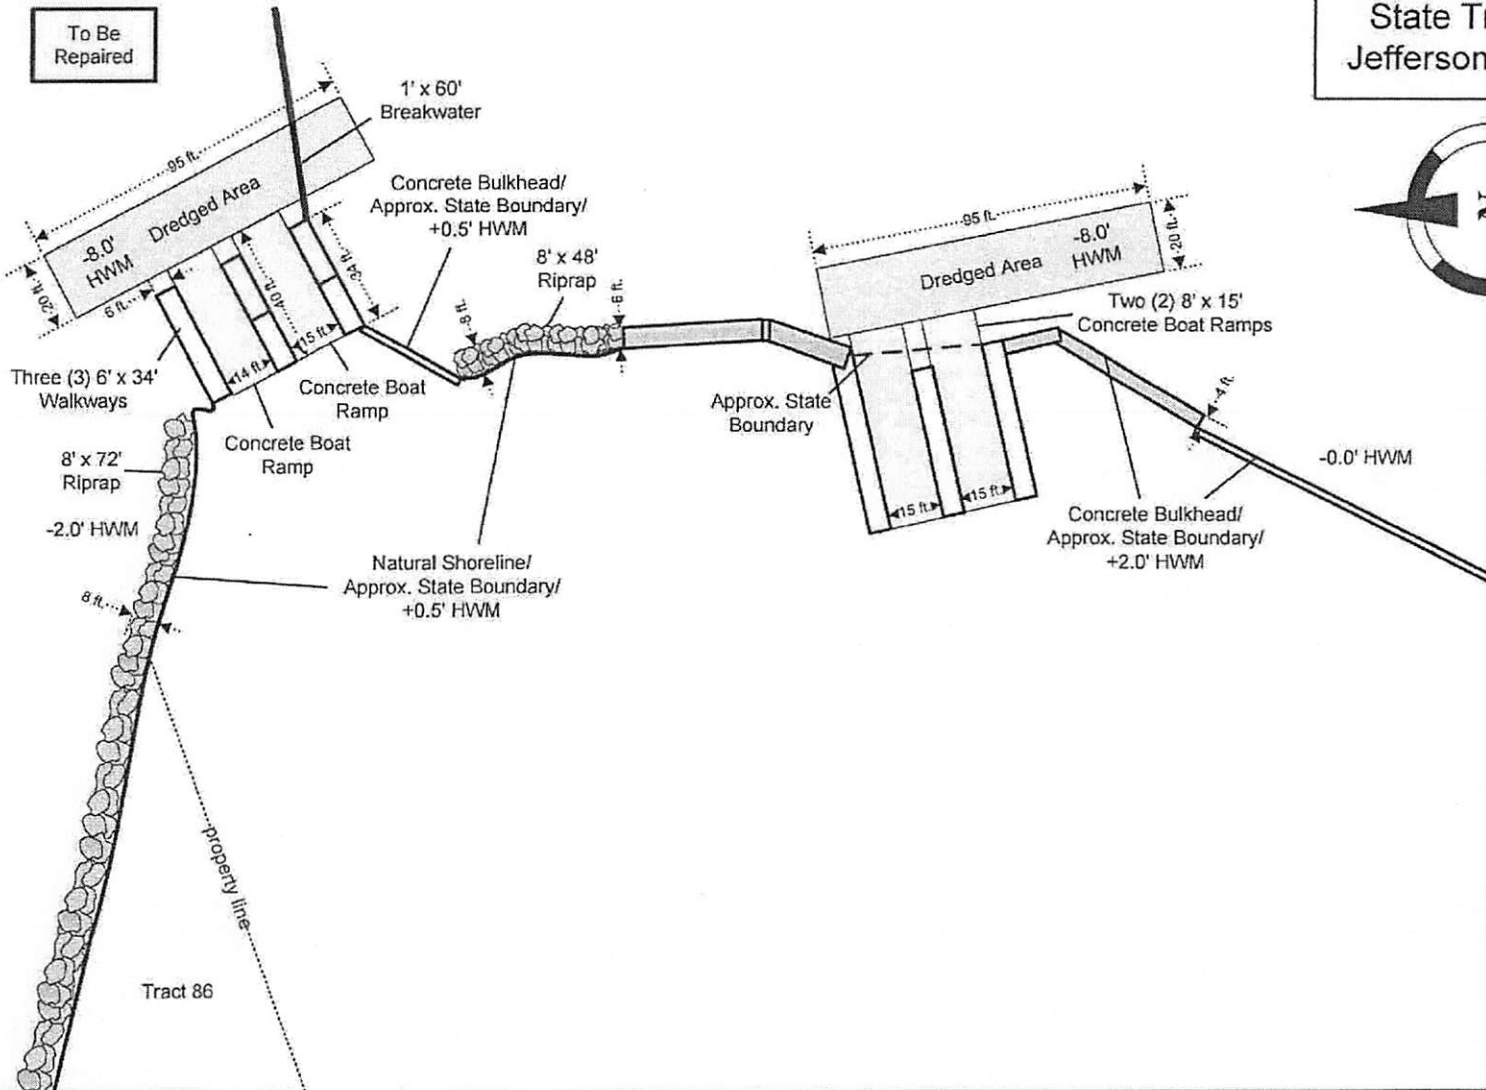 To Be
Repaired
State
Jefferson
1' x 60'
Breakwater
95 ft.
Dredged Area
-8.0'
HWM
20 ft.
6 ft.
40 ft.
34 ft.
15 ft.
14 ft.
Concrete Bulkhead/
Approx. State Boundary/
+0.5' HWM
8' x 48'
Riprap
8 ft.
6 ft.
95 ft.
-8.0'
HWM
Dredged Area
20 ft.
Two (2) 8' x 15'
Concrete Boat Ramps
Three (3) 6' x 34'
Walkways
Concrete Boat
Ramp
Concrete Boat
Ramp
Approx. State
Boundary
4 ft.
8' x 72'
Riprap
-2.0' HWM
-0.0' HWM
15 ft.
15 ft.
Concrete Bulkhead/
Approx. State Boundary/
+2.0' HWM
Natural Shoreline/
Approx. State Boundary/
+0.5' HWM
8 ft.
property line
Tract 86